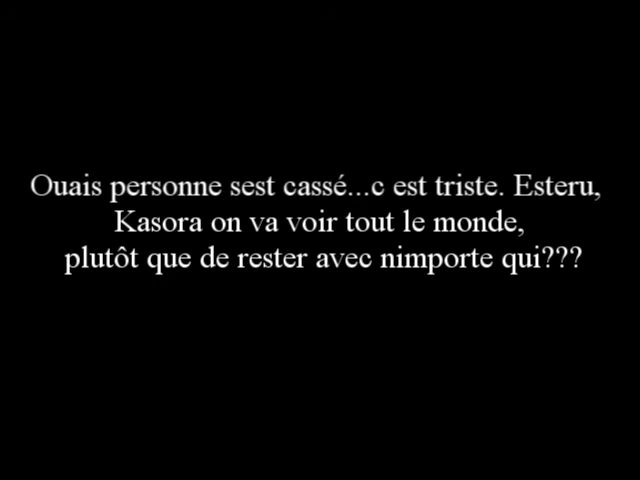 Ouais personne sest cassé...c est triste. Esteru,
Kasora on va voir tout le monde,
plutôt que de rester avec nimporte qui???